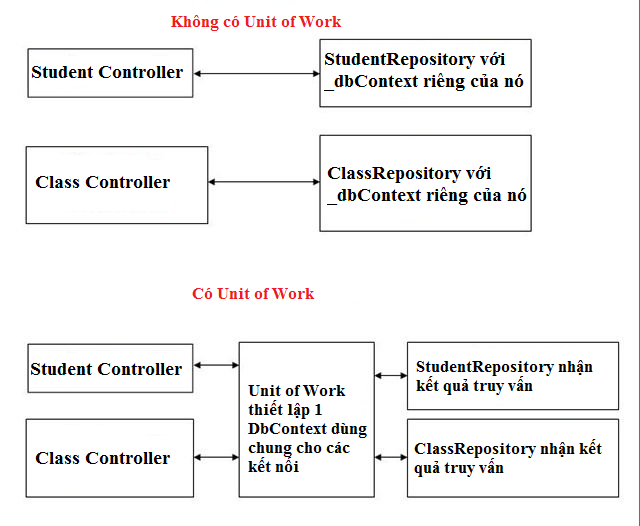 Không có Unit of Work
Student Controller
StudentRepository với
_dbContext riêng của nó
Class Controller
ClassRepository với
_dbContext riêng của nó
Có Unit of Work
Student Controller
Class Controller
Unit of Work
thiết lập 1
DbContext dùng
chung cho các
kết nối
StudentRepository nhận
kết quả truy vấn
ClassRepository nhận kết
quả truy vấn